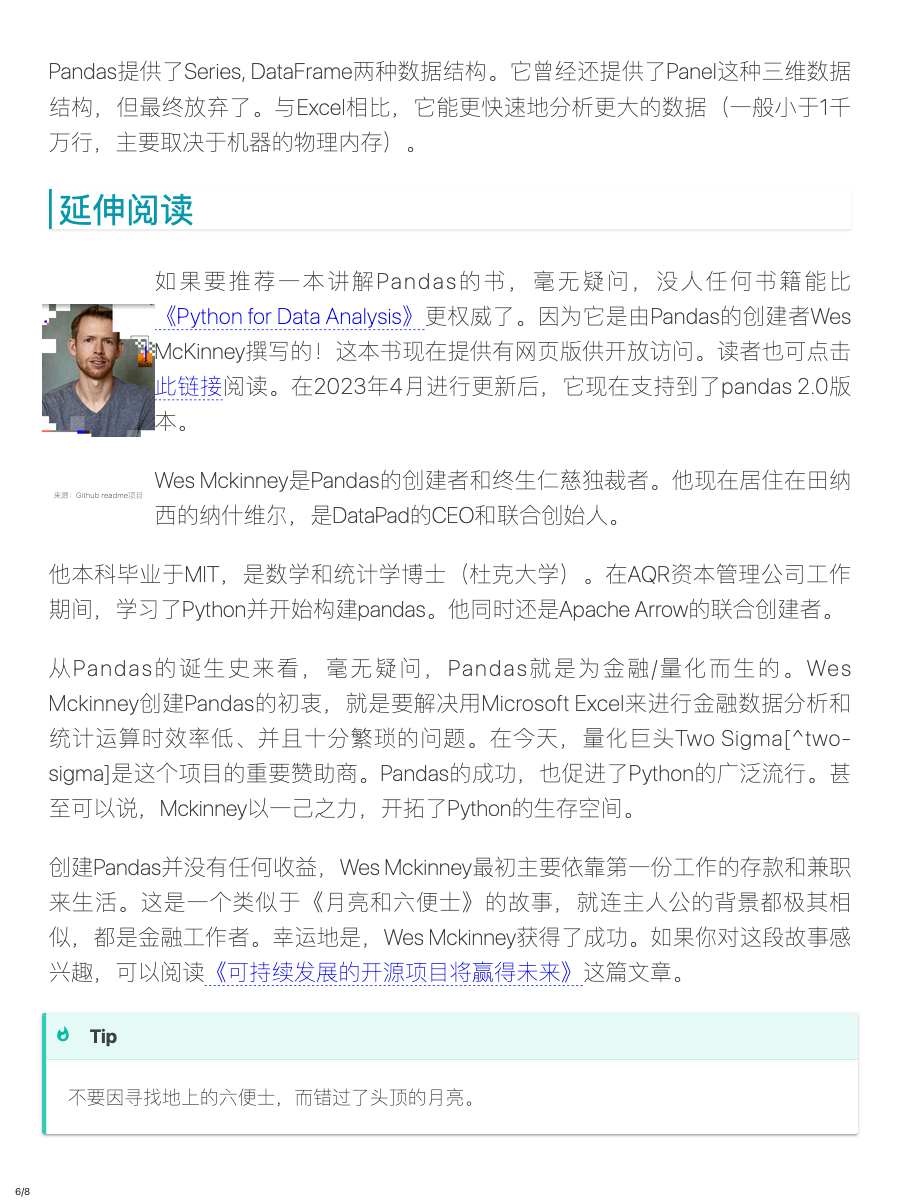 Pandas提供了Series, DataFrame两种数据结构。它曾经还提供了Panel这种三维数据
结构，但最终放弃了。与Excel相比，它能更快速地分析更大的数据（一般小于1千
万行，主要取决于机器的物理内存）。
延伸阅读
如果要推荐一本讲解Pandas的书，毫无疑问，没人任何书籍能比
《Python for Data Analysis》更权威了。因为它是由Pandas的创建者Wes
McKinney撰写的！这本书现在提供有网页版供开放访问。读者也可点击
此链接阅读。在2023年4月进行更新后，它现在支持到了pandas 2.0版
本。
来源：Github readme项目
Wes Mckinney是Pandas的创建者和终生仁慈独裁者。他现在居住在田纳
西的纳什维尔，是DataPad的CEO和联合创始人。
他本科毕业于MIT，是数学和统计学博士（杜克大学）。在AQR资本管理公司工作
期间，学习了Python并开始构建pandas。他同时还是Apache Arrow的联合创建者。
从Pandas的诞生史来看，毫无疑问，Pandas就是为金融/量化而生的。Wes
Mckinney创建Pandas的初衷，就是要解决用Microsoft Excel来进行金融数据分析和
统计运算时效率低、并且十分繁琐的问题。在今天，量化巨头Two Sigma[^two-
sigma]是这个项目的重要赞助商。Pandas的成功，也促进了Python的广泛流行。甚
至可以说，Mckinney以一己之力，开拓了Python的生存空间。
创建Pandas并没有任何收益，Wes Mckinney最初主要依靠第一份工作的存款和兼职
来生活。这是一个类似于《月亮和六便士》的故事，就连主人公的背景都极其相
似，都是金融工作者。幸运地是，Wes Mckinney获得了成功。如果你对这段故事感
兴趣，可以阅读《可持续发展的开源项目将赢得未来》这篇文章。
Tip
不要因寻找地上的六便士，而错过了头顶的月亮。
6/8